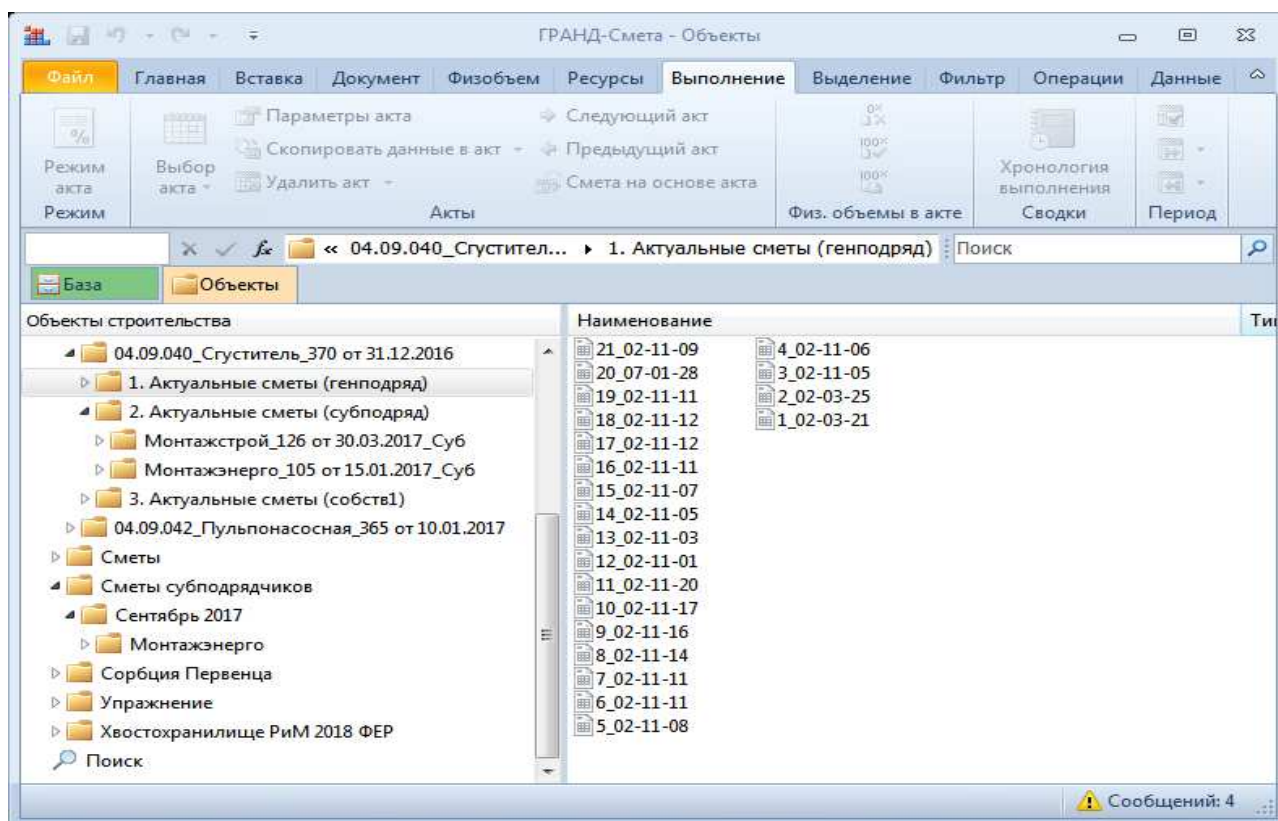 ГРАНД-Смета - Объекты
Файл Главная Вставка Документ Физобъем Ресурсы Выполнение Выделение Фильтр Операции Данные
Режим акта
Режим
Выбор акта
Параметры акта
Скопировать данные в акт
Удалить акт
Следующий акт
Предыдущий акт
Смета на основе акта
Акты
Физ. объемы в акте
Хронология выполнения
Сводки
Период
fx « 04.09.040_Сгустител... 1. Актуальные сметы (генподряд) Поиск
База Объекты
Объекты строительства
04.09.040_Сгуститель_370 от 31.12.2016
1. Актуальные сметы (генподряд)
2. Актуальные сметы (субподряд)
Монтажстрой_126 от 30.03.2017_Суб
Монтажэнерго_105 от 15.01.2017_Суб
3. Актуальные сметы (собств1)
04.09.042_Пульпонасосная_365 от 10.01.2017
Сметы
Сметы субподрядчиков
Сентябрь 2017
Монтажэнерго
Сорбция Первенца
Упражнение
Хвостохранилище РиМ 2018 ФЕР
Поиск
Наименование Ти
21_02-11-09
20_07-01-28
19_02-11-11
18_02-11-12
17_02-11-12
16_02-11-11
15_02-11-07
14_02-11-05
13_02-11-03
12_02-11-01
11_02-11-20
10_02-11-17
9_02-11-16
8_02-11-14
7_02-11-11
6_02-11-11
5_02-11-08
4_02-11-06
3_02-11-05
2_02-03-25
1_02-03-21
Сообщений: 4